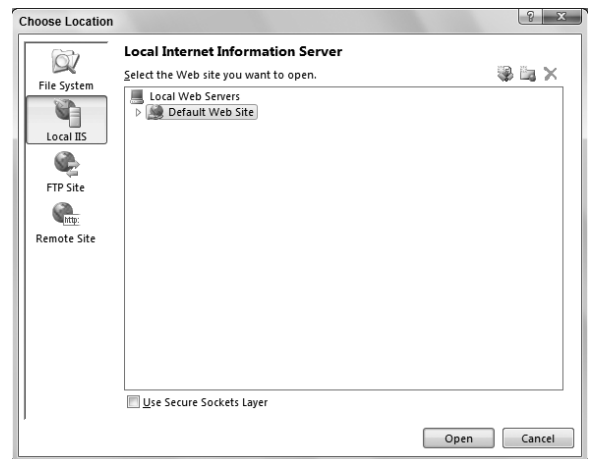 Choose Location
File System
Local IIS
FTP Site
http:
Remote Site
Local Internet Information Server
Select the Web site you want to open.
Local Web Servers
Default Web Site
Use Secure Sockets Layer
Open
Cancel